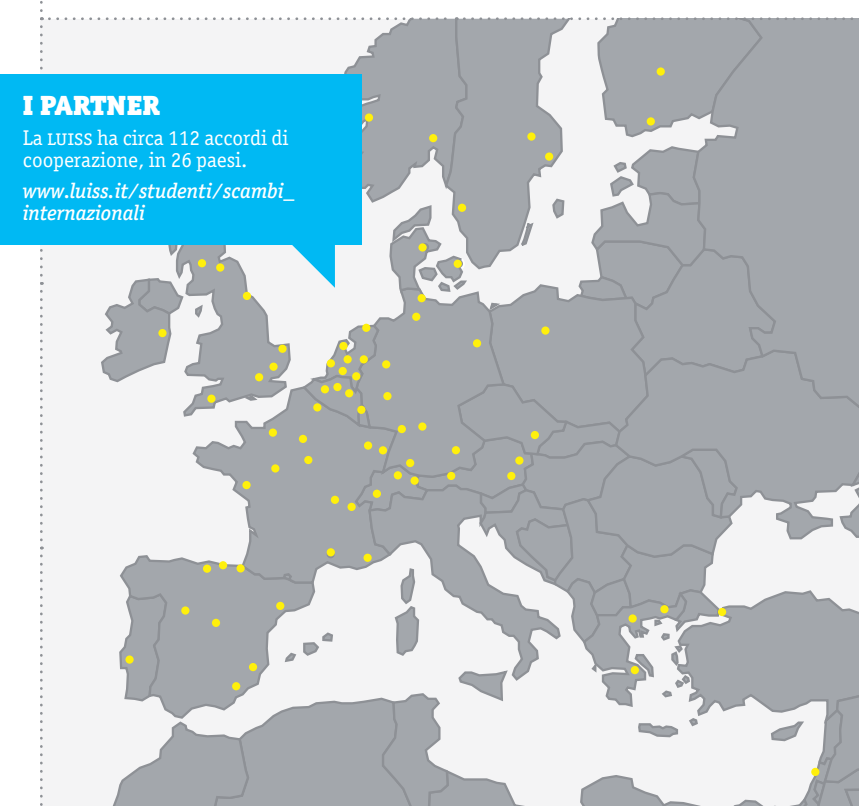 I PARTNER
La LUISS ha circa 112 accordi di
cooperazione, in 26 paesi.
www.luiss.it/studenti/scambi_
internazionali